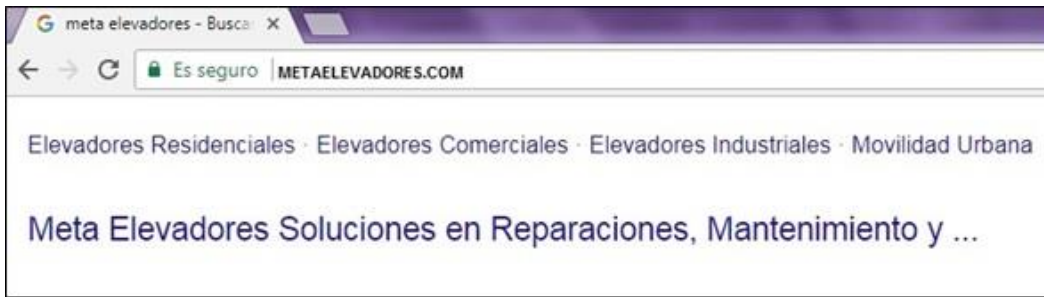 meta elevadores - Busca
Es seguro METAELEVADORES.COM
Elevadores Residenciales · Elevadores Comerciales · Elevadores Industriales · Movilidad Urbana
Meta Elevadores Soluciones en Reparaciones, Mantenimiento y ...